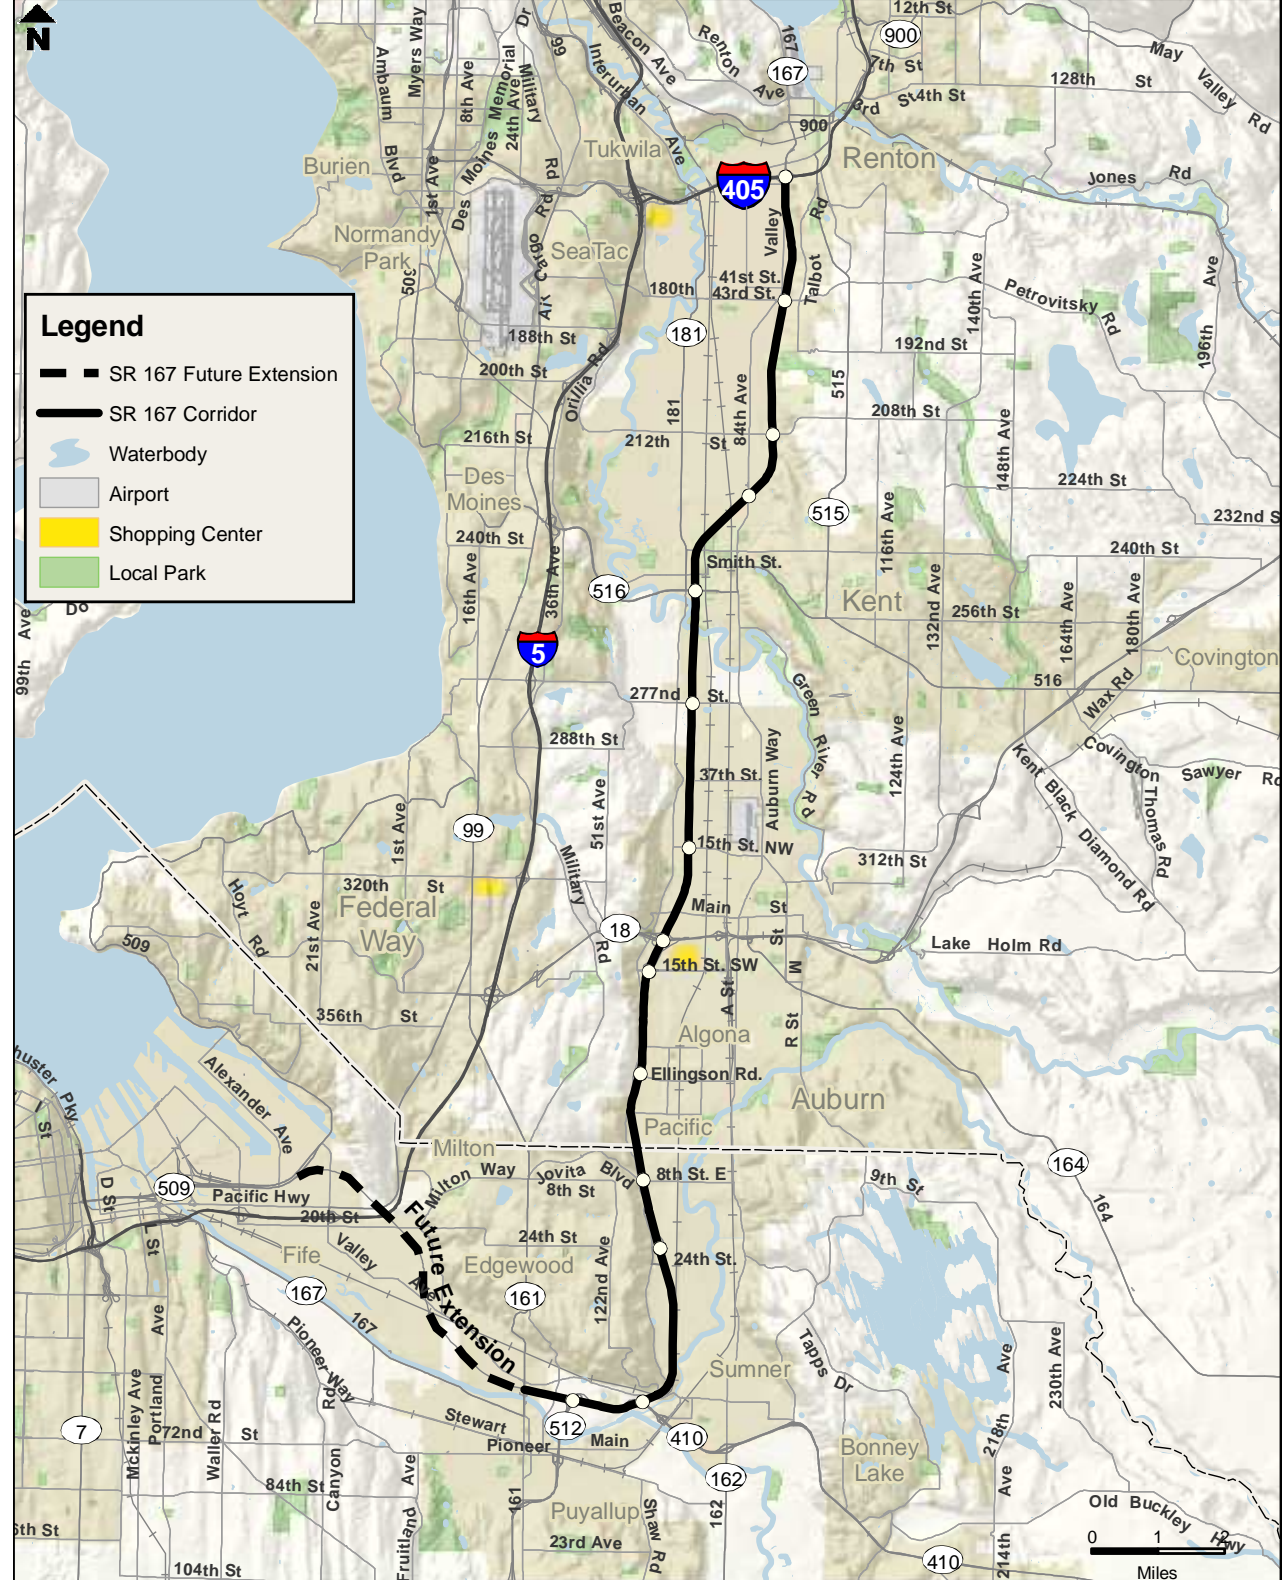 N
12th St
900
167
167
7th St
May
Valley
Rd
128th St
3rd St
4th St
900
Dr
99
Beacon Ave
Renton
Ave
Interurban
Ave
Ambaum
Blvd
Myers Way
8th Ave
Des Moines Memorial
24th Ave
Military
Rd
Tukwila
Burien
1st Ave
Renton
405
Jones Rd
Normandy
Park
509
SeaTac
Air Cargo Rd
Valley
Talbot
Rd
41st St.
43rd St.
180th
181
140th Ave
Petrovitsky
Rd
Ave
196th
Legend
SR 167 Future Extension
SR 167 Corridor
Waterbody
Airport
Shopping Center
Local Park
188th St
200th St
Orillia Rd
192nd St
515
181
84th Ave
208th St
216th St
212th St
148th Ave
Des
Moines
224th St
515
232nd S
240th St
16th Ave
36th Ave
116th Ave
240th St
Smith St.
516
Kent
132nd Ave
256th St
164th Ave
180th Ave
Do
99th Ave
5
Covington
277nd St.
516
Wax Rd
Green River Rd
288th St
124th Ave
Kent Black Diamond Rd
Covington
Sawyer Rd
Thomas Rd
37th St.
Auburn Way
51st Ave
1st Ave
99
15th St. NW
312th St
Military
Rd
320th St
Hoyt Rd
21st Ave
Federal
Way
Main St
18
509
St
M
Lake Holm Rd
15th St. SW
A St
356th St
R St
Algona
huster Pky
Alexander Ave
St
Ellingson Rd.
Auburn
Pacific
Milton
164
164
509
D St
Pacific Hwy
20th St
Milton Way
Jovita Blvd
8th St
8th St. E
9th St
L St
Fife
Valley
Ave
Future Extension
24th St
Edgewood
122nd Ave
24th St.
167
167
161
Pioneer Way
Tapps Dr
Sumner
230th Ave
Ave
218th
Mckinley Ave
Portland
Ave
Waller Rd
Rd
Canyon
7
72nd St
Stewart
Pioneer
512
Main
410
162
162
Bonney
Lake
84th St
Ave
Fruitland
161
Puyallup
Shaw Rd
23rd Ave
6th St
104th St
Ave
214th
Old Buckley Hwy
410
0 1 2
Miles